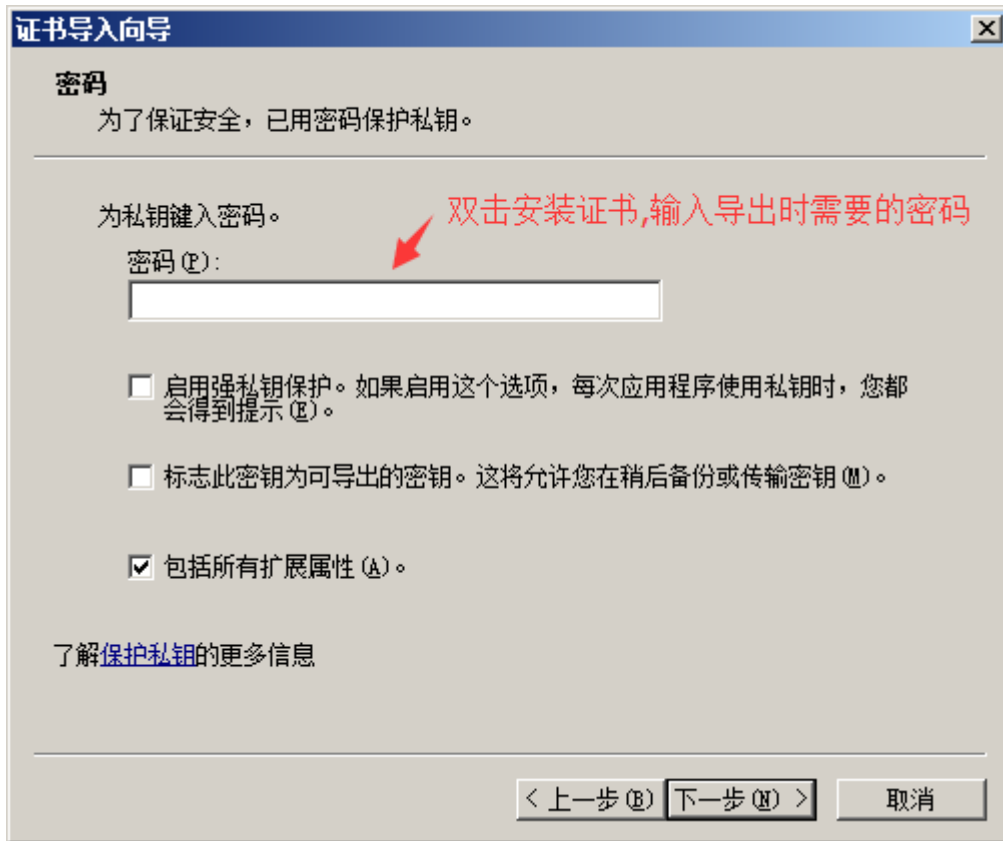 证书导入向导
密码
为了保证安全，已用密码保护私钥。
双击安装证书,输入导出时需要的密码
为私钥键入密码。
密码(P):
启用强私钥保护。如果启用这个选项，每次应用程序使用私钥时，您都
会得到提示(E)。
标志此密钥为可导出的密钥。这将允许您在稍后备份或传输密钥(M)。
包括所有扩展属性(A)。
了解保护私钥的更多信息
< 上一步(B)
下一步(N) >
取消